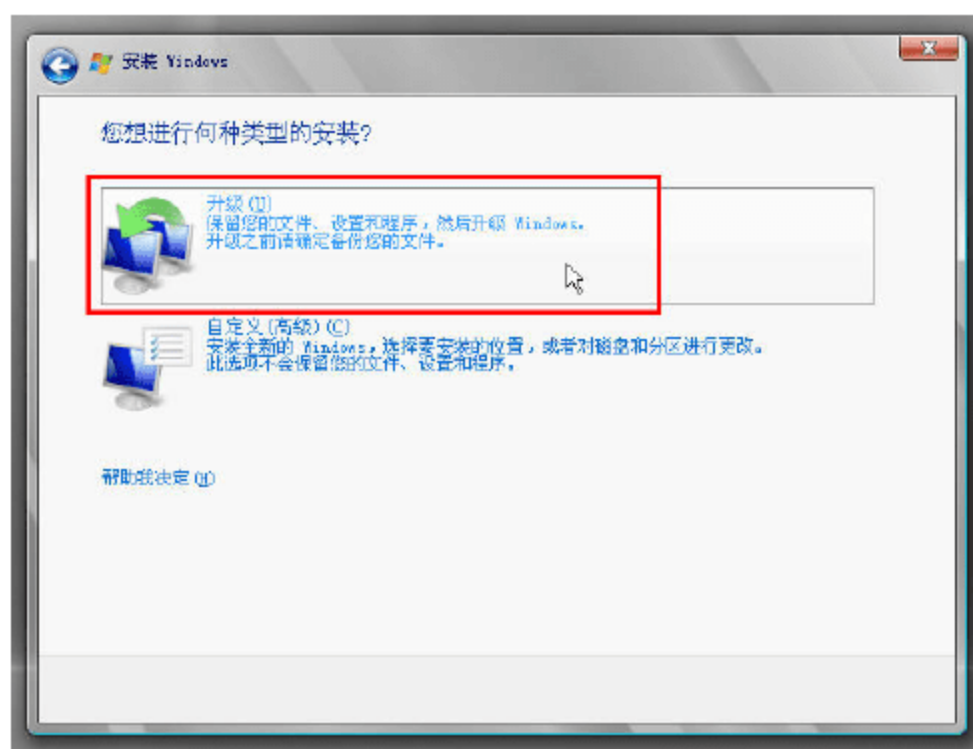 安装 Windows
您想进行何种类型的安装?
升级(U)
保留您的文件、设置和程序，然后升级 Windows。
升级之前请确定备份您的文件。
自定义(高级)(C)
安装全新的 Windows，选择要安装的位置，或者对磁盘和分区进行更改。
此选项不会保留您的文件、设置和程序。
帮助我决定(H)